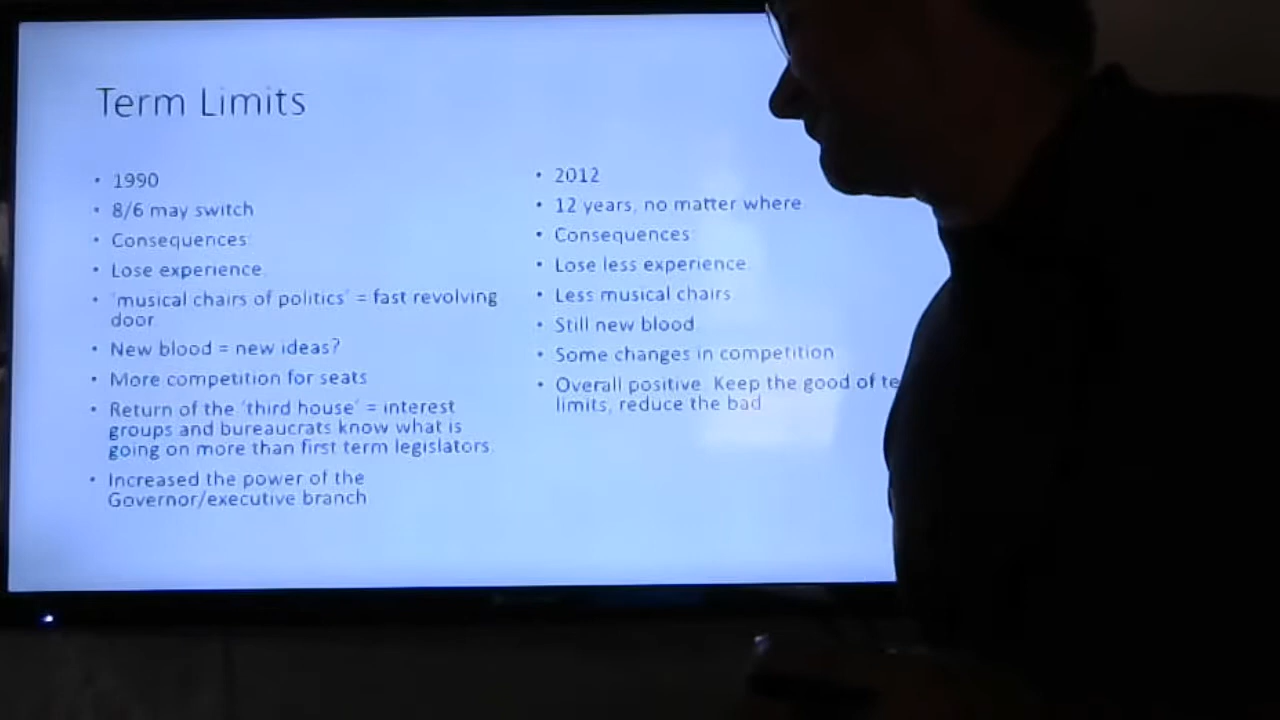 Term Limits
• 1990
• 8/6 may switch
• Consequences
• Lose experience
• 'musical chairs of politics' = fast revolving
door
• New blood = new ideas?
• More competition for seats
• Return of the 'third house' = interest
groups and bureaucrats know what is
going on more than first term legislators.
• Increased the power of the
Governor/executive branch
• 2012
• 12 years, no matter where
• Consequences
• Lose less experience
• Less musical chairs
• Still new blood
• Some changes in competition
• Overall positive. Keep the good of
limits, reduce the bad